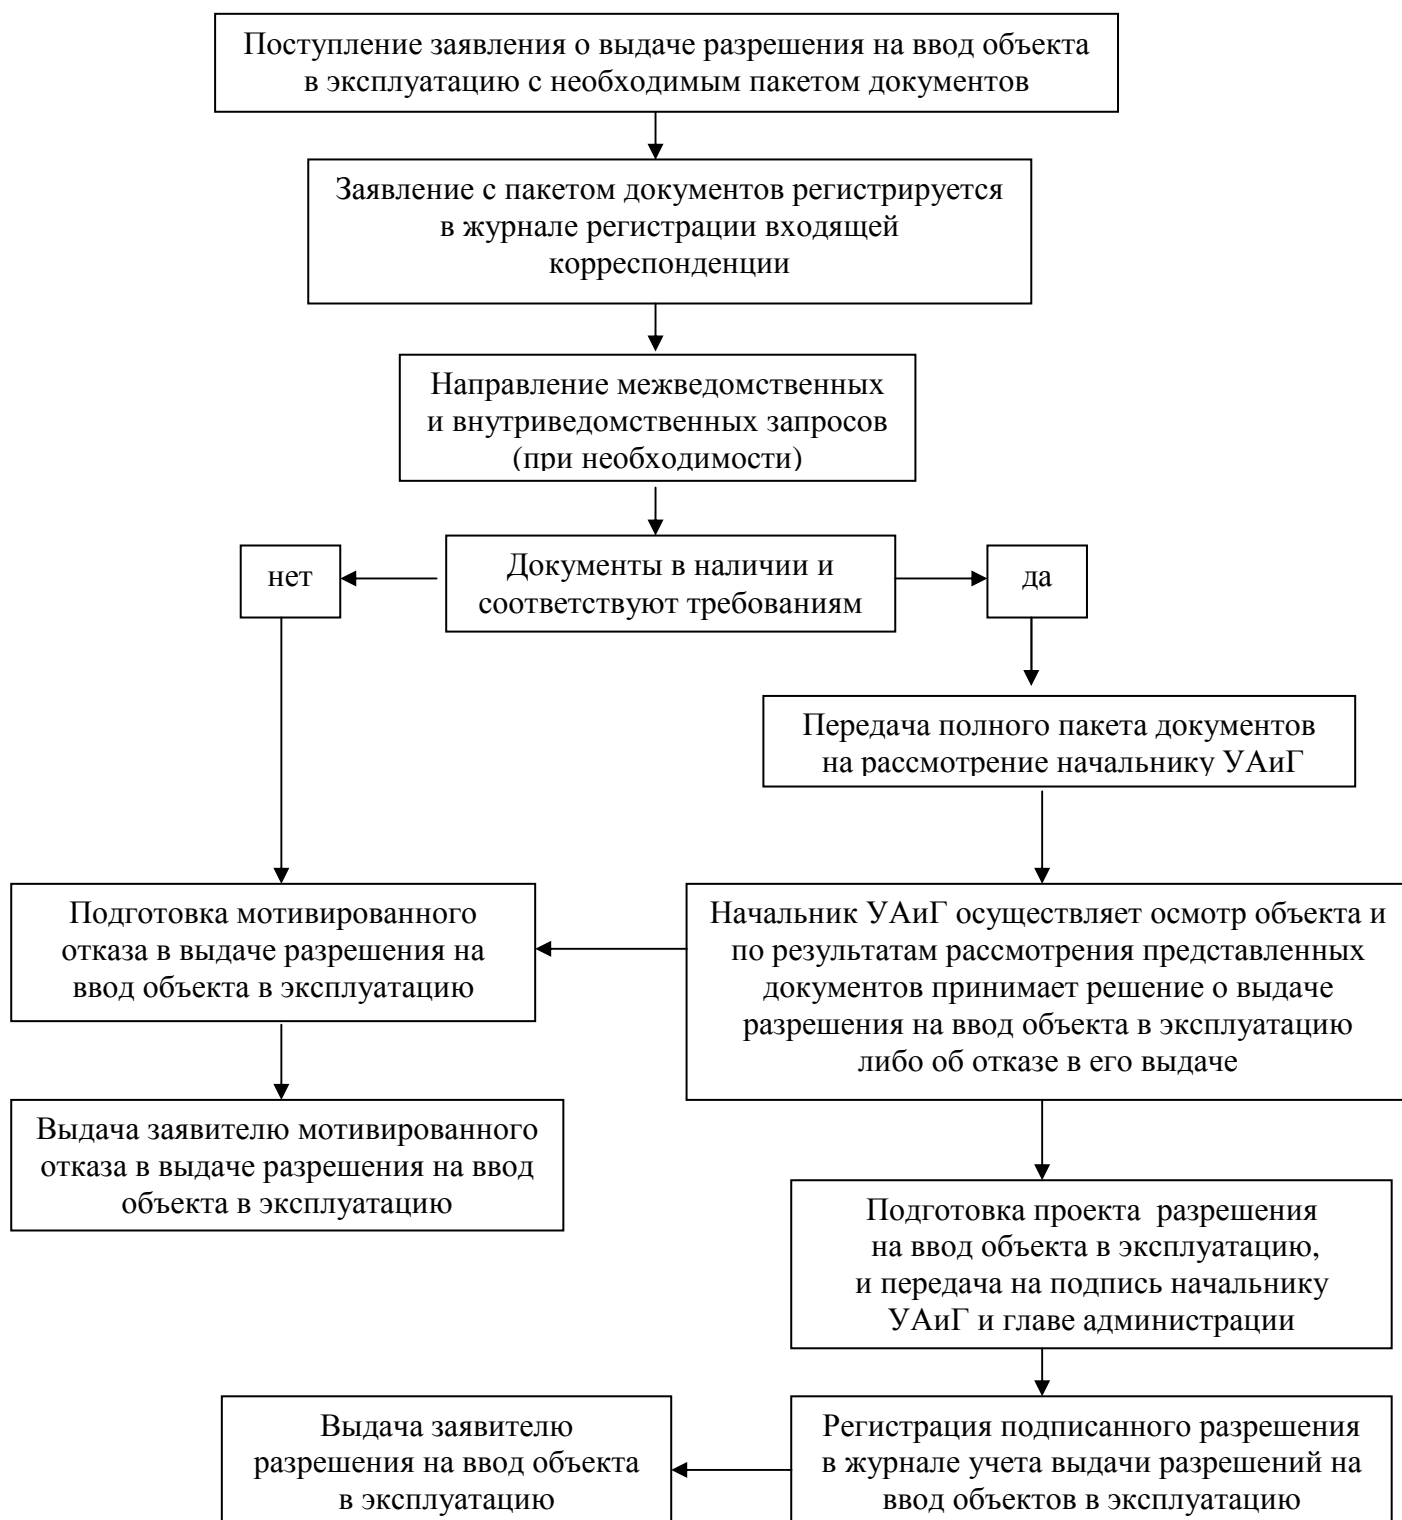 Поступление заявления о выдаче разрешения на ввод объекта
в эксплуатацию с необходимым пакетом документов
Заявление с пакетом документов регистрируется
в журнале регистрации входящей
корреспонденции
Направление межведомственных
и внутриведомственных запросов
(при необходимости)
нет
Документы в наличии и
соответствуют требованиям
да
Передача полного пакета документов
на рассмотрение начальнику УАиГ
Подготовка мотивированного
отказа в выдаче разрешения на
ввод объекта в эксплуатацию
Начальник УАиГ осуществляет осмотр объекта и
по результатам рассмотрения представленных
документов принимает решение о выдаче
разрешения на ввод объекта в эксплуатацию
либо об отказе в его выдаче
Выдача заявителю мотивированного
отказа в выдаче разрешения на ввод
объекта в эксплуатацию
Подготовка проекта разрешения
на ввод объекта в эксплуатацию,
и передача на подпись начальнику
УАиГ и главе администрации
Выдача заявителю
разрешения на ввод объекта
в эксплуатацию
Регистрация подписанного разрешения
в журнале учета выдачи разрешений на
ввод объектов в эксплуатацию